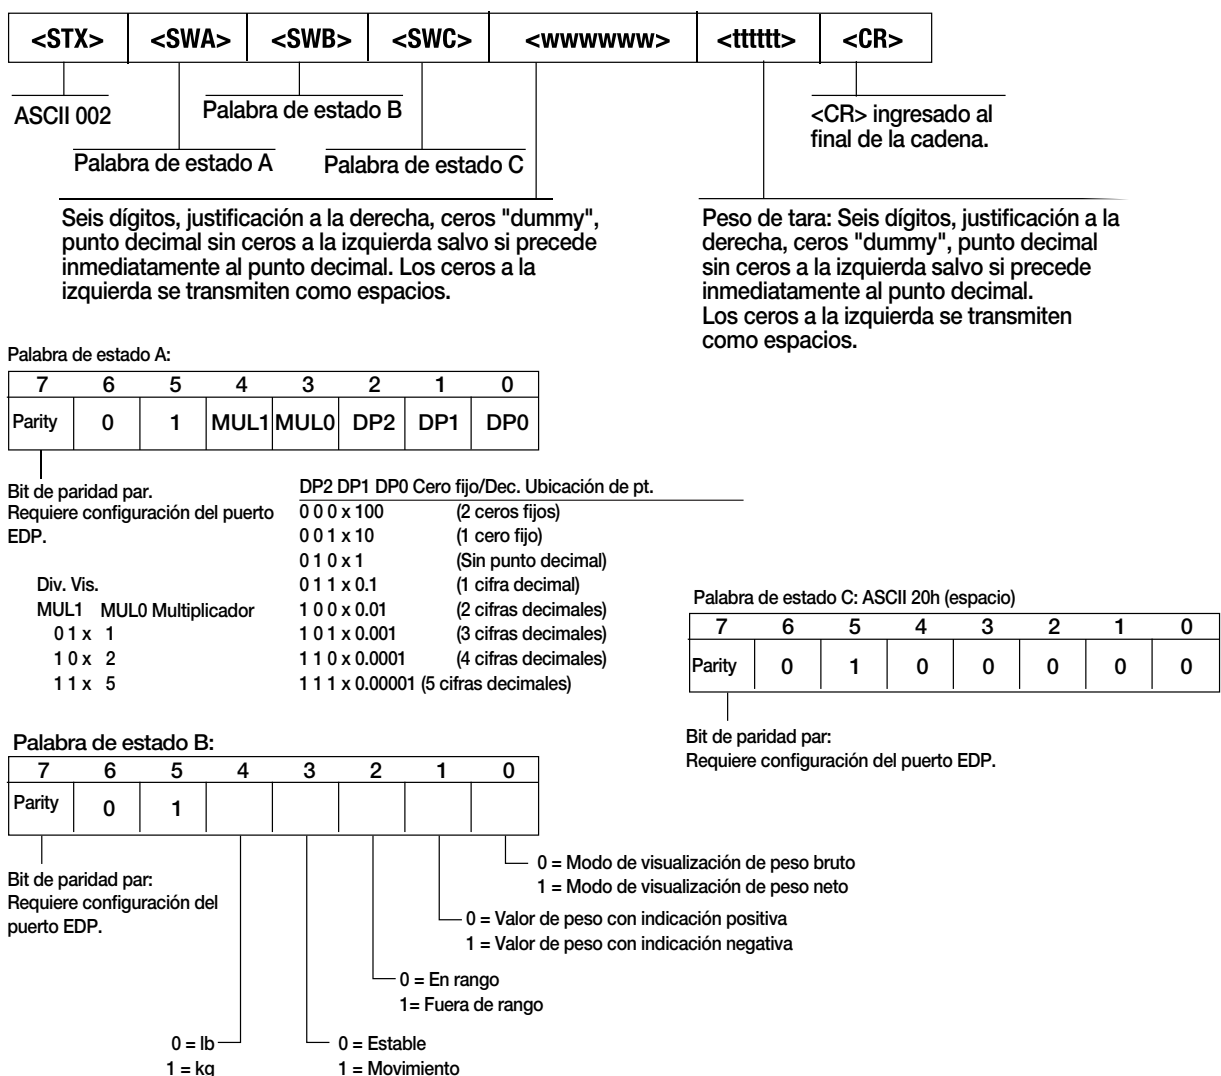 <STX> <SWA> <SWB> <SWC> <wwwwww> <tttttt> <CR>
ASCII 002
Palabra de estado B
<CR> ingresado al
final de la cadena.
Palabra de estado A
Palabra de estado C
Seis dígitos, justificación a la derecha, ceros "dummy",
punto decimal sin ceros a la izquierda salvo si precede
inmediatamente al punto decimal. Los ceros a la
izquierda se transmiten como espacios.
Peso de tara: Seis dígitos, justificación a la
derecha, ceros "dummy", punto decimal
sin ceros a la izquierda salvo si precede
inmediatamente al punto decimal.
Los ceros a la izquierda se transmiten
como espacios.
Palabra de estado A:
7 6 5 4 3 2 1 0
Parity 0 1 MUL1 MUL0 DP2 DP1 DP0
Bit de paridad par.
Requiere configuración del puerto
EDP.
Div. Vis.
MUL1 MUL0 Multiplicador
0 1 x 1
1 0 x 2
1 1 x 5
DP2 DP1 DP0 Cero fijo/Dec. Ubicación de pt.
0 0 0 x 100 (2 ceros fijos)
0 0 1 x 10 (1 cero fijo)
0 1 0 x 1 (Sin punto decimal)
0 1 1 x 0.1 (1 cifra decimal)
1 0 0 x 0.01 (2 cifras decimales)
1 0 1 x 0.001 (3 cifras decimales)
1 1 0 x 0.0001 (4 cifras decimales)
1 1 1 x 0.00001 (5 cifras decimales)
Palabra de estado C: ASCII 20h (espacio)
7 6 5 4 3 2 1 0
Parity 0 1 0 0 0 0 0
Bit de paridad par:
Requiere configuración del puerto EDP.
Palabra de estado B:
7 6 5 4 3 2 1 0
Parity 0 1
Bit de paridad par:
Requiere configuración del
puerto EDP.
0 = Modo de visualización de peso bruto
1 = Modo de visualización de peso neto
0 = Valor de peso con indicación positiva
1 = Valor de peso con indicación negativa
0 = En rango
1= Fuera de rango
0 = lb
1 = kg
0 = Estable
1 = Movimiento